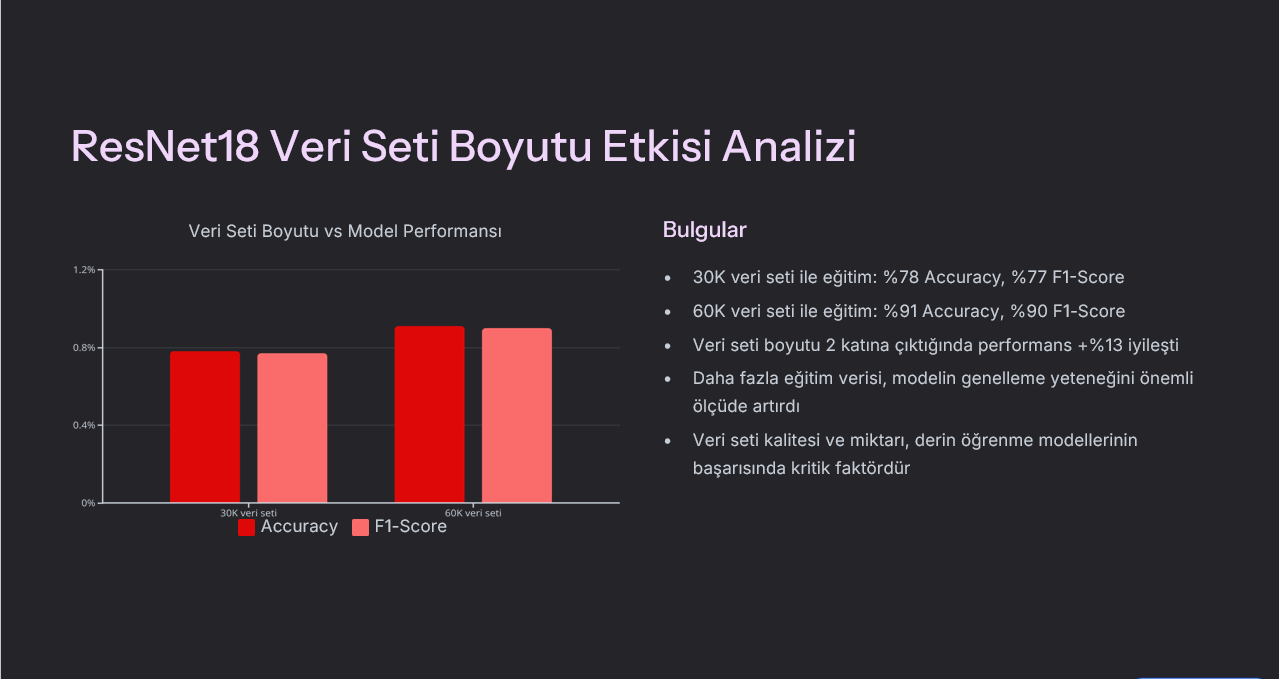 ResNet18 Veri Seti Boyutu Etkisi Analizi
Veri Seti Boyutu vs Model Performansı
1.2%
0.8%
0.4%
0%
30K veri seti
60K veri seti
Accuracy
F1-Score
Bulgular
• 30K veri seti ile eğitim: %78 Accuracy, %77 F1-Score
• 60K veri seti ile eğitim: %91 Accuracy, %90 F1-Score
• Veri seti boyutu 2 katına çıktığında performans +%13 iyileşti
• Daha fazla eğitim verisi, modelin genelleme yeteneğini önemli
ölçüde artırdı
• Veri seti kalitesi ve miktarı, derin öğrenme modellerinin
başarısında kritik faktördür